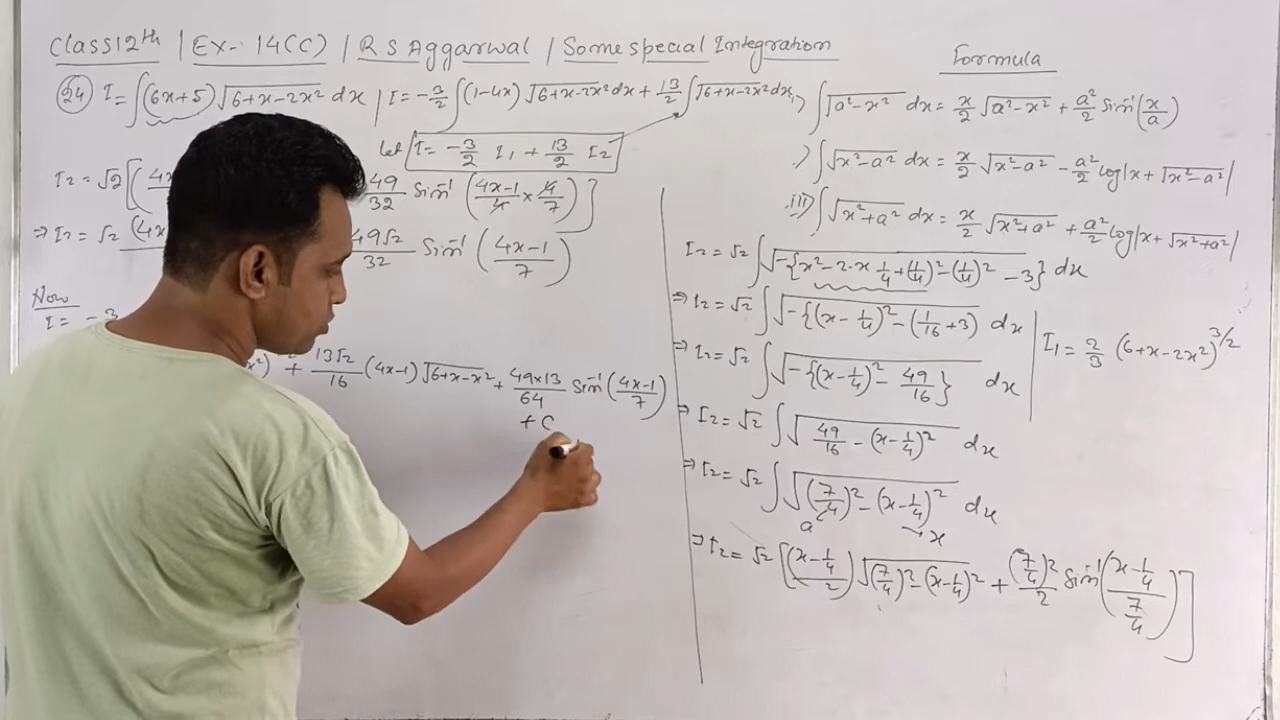 Class 12th | EX- 14(C) | R S Aggarwal | Some special Integration
(24) I = ∫(6x+5)√(6+x-2x²) dx | I = -3/2 ∫(1-4x) √(6+x-2x²) dx + 13/2 ∫√(6+x-2x²) dx
let I = -3/2 I₁ + 13/2 I₂
I₂ = √2 [(4x
49/32 Sin⁻¹ ((4x-1)/4 × 4/7)]
⇒ I₂ = √2 (4x
49√2/32 Sin⁻¹ ((4x-1)/7)
Now
I = -3
x²) + 13√2/16 (4x-1) √(6+x-x²) + 49×13/64 Sin⁻¹ ((4x-1)/7)
+ C
Formula
i) ∫√(a²-x²) dx = x/2 √(a²-x²) + a²/2 Sin⁻¹(x/a)
.) ∫√(x²-a²) dx = x/2 √(x²-a²) - a²/2 log|x + √(x²-a²)|
iii) ∫√(x²+a²) dx = x/2 √(x²+a²) + a²/2 log|x + √(x²+a²)|
I₂ = √2 ∫√(-{x² - 2·x 1/4 + (1/4)² - (1/4)² - 3}) dx
⇒ I₂ = √2 ∫√(-{(x - 1/4)² - (1/16 + 3)}) dx
⇒ I₂ = √2 ∫√(-{(x - 1/4)² - 49/16}) dx
I₁ = 2/3 (6+x-2x²)^3/2
⇒ I₂ = √2 ∫√(49/16 - (x - 1/4)²) dx
⇒ I₂ = √2 ∫√((7/4)² - (x - 1/4)²) dx
a → x
⇒ I₂ = √2 [(x - 1/4)/2 √((7/4)² - (x - 1/4)²) + (7/4)²/2 Sin⁻¹((x - 1/4)/(7/4))]